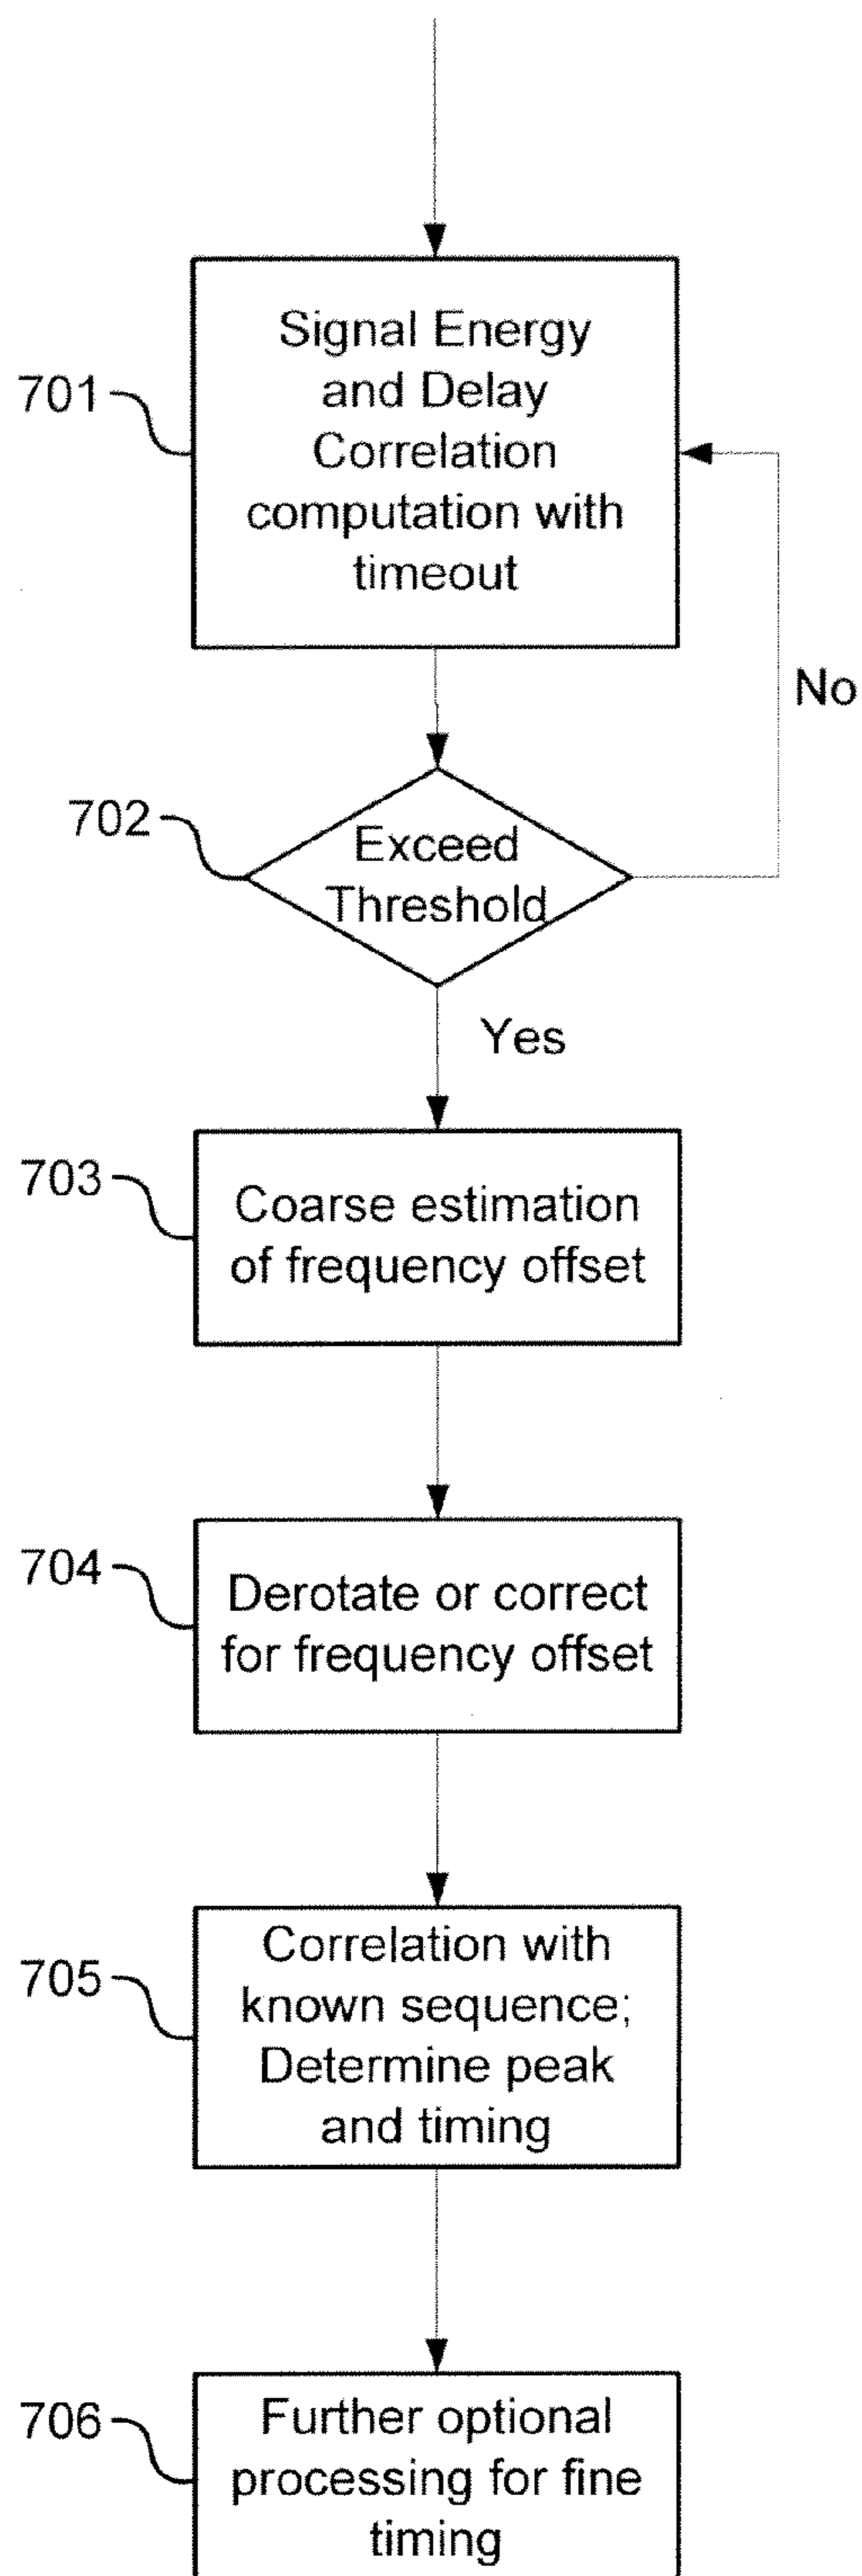 701
Signal Energy
and Delay
Correlation
computation with
timeout
No
702
Exceed
Threshold
Yes
703
Coarse estimation
of frequency offset
704
Derotate or correct
for frequency offset
705
Correlation with
known sequence;
Determine peak
and timing
706
Further optional
processing for fine
timing